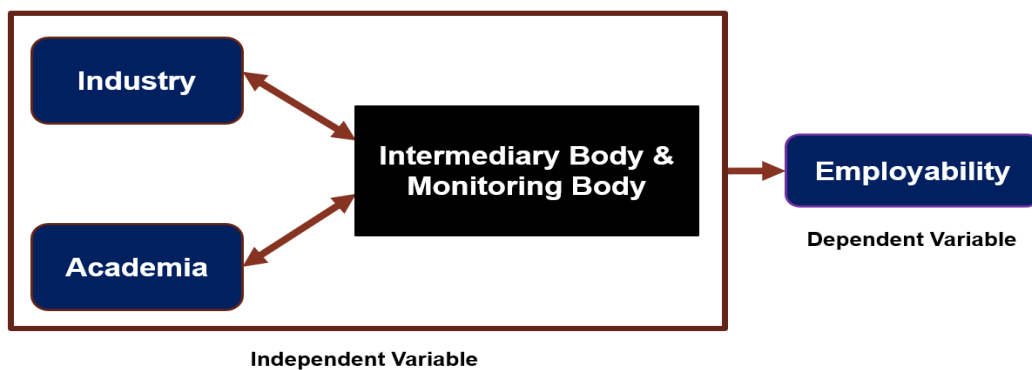 Industry
Intermediary Body &
Monitoring Body
Employability
Academia
Dependent Variable
Independent Variable